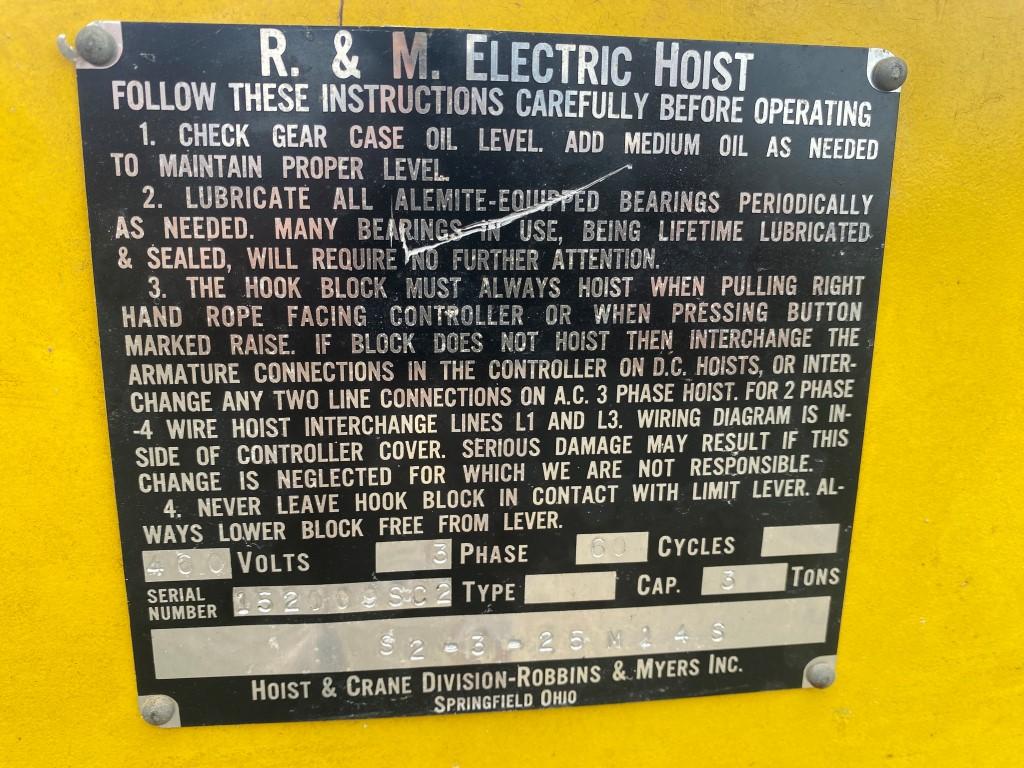 R. & M. ELECTRIC HOIST
FOLLOW THESE INSTRUCTIONS CAREFULLY BEFORE OPERATING
1. CHECK GEAR CASE OIL LEVEL. ADD MEDIUM OIL AS NEEDED
TO MAINTAIN PROPER LEVEL.
2. LUBRICATE ALL ALEMITE-EQUIPPED BEARINGS PERIODICALLY
AS NEEDED. MANY BEARINGS IN USE, BEING LIFETIME LUBRICATED
& SEALED, WILL REQUIRE NO FURTHER ATTENTION.
3. THE HOOK BLOCK MUST ALWAYS HOIST WHEN PULLING RIGHT
HAND ROPE FACING CONTROLLER OR WHEN PRESSING BUTTON
MARKED RAISE. IF BLOCK DOES NOT HOIST THEN INTERCHANGE THE
ARMATURE CONNECTIONS IN THE CONTROLLER ON D.C. HOISTS, OR INTER-
CHANGE ANY TWO LINE CONNECTIONS ON A.C. 3 PHASE HOIST. FOR 2 PHASE
-4 WIRE HOIST INTERCHANGE LINES L1 AND L3. WIRING DIAGRAM IS IN-
SIDE OF CONTROLLER COVER. SERIOUS DAMAGE MAY RESULT IF THIS
CHANGE IS NEGLECTED FOR WHICH WE ARE NOT RESPONSIBLE.
4. NEVER LEAVE HOOK BLOCK IN CONTACT WITH LIMIT LEVER. AL-
WAYS LOWER BLOCK FREE FROM LEVER.
460 VOLTS 3 PHASE 60 CYCLES
SERIAL NUMBER 152009SC2 TYPE CAP. 3 TONS
S2-3-25M14S
HOIST & CRANE DIVISION-ROBBINS & MYERS INC.
SPRINGFIELD OHIO